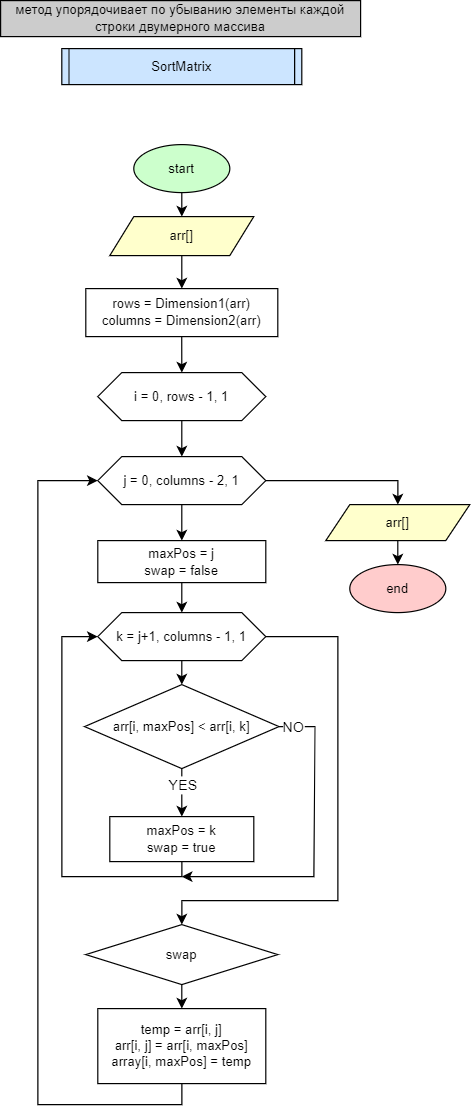 метод упорядочивает по убыванию элементы каждой
строки двумерного массива
SortMatrix
start
arr[]
rows = Dimension1(arr)
columns = Dimension2(arr)
i = 0, rows - 1, 1
j = 0, columns - 2, 1
arr[]
maxPos = j
swap = false
end
k = j+1, columns - 1, 1
arr[i, maxPos] < arr[i, k]
NO
YES
maxPos = k
swap = true
swap
temp = arr[i, j]
arr[i, j] = arr[i, maxPos]
array[i, maxPos] = temp